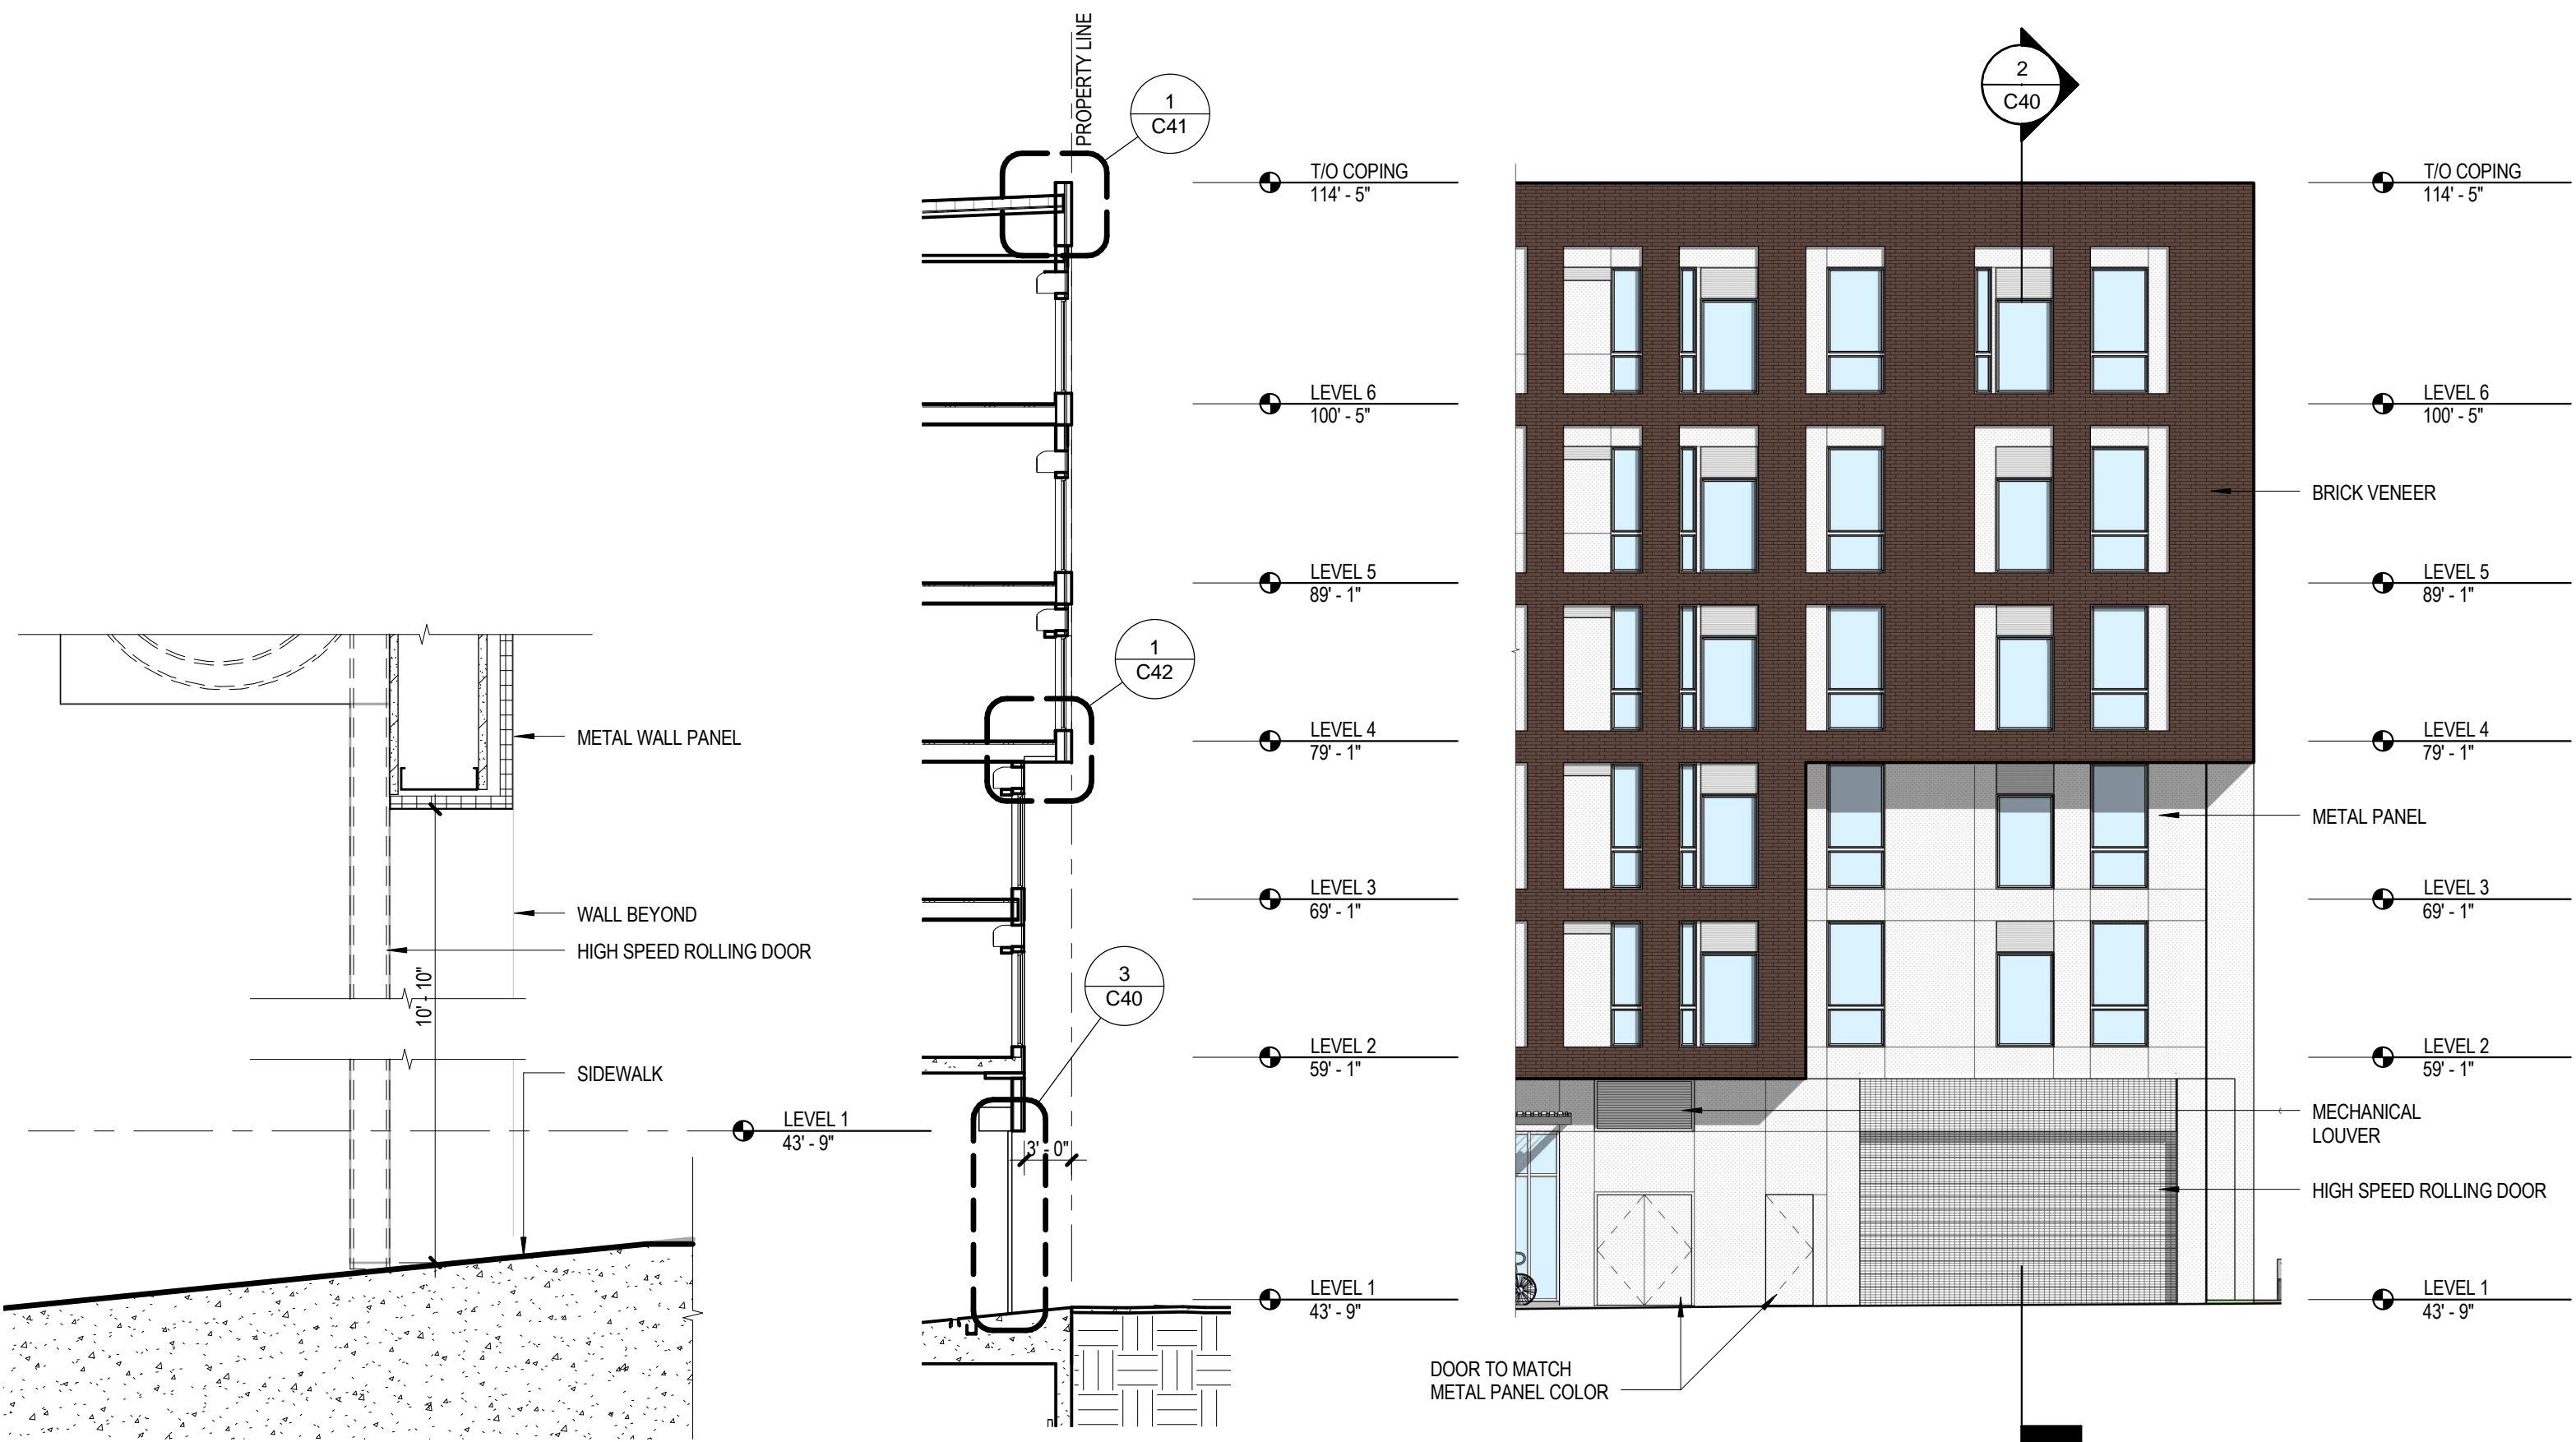 METAL WALL PANEL
WALL BEYOND
HIGH SPEED ROLLING DOOR
10' - 10"
SIDEWALK
LEVEL 1
43' - 9"
PROPERTY LINE
1
C41
1
C42
3
C40
3' - 0"
T/O COPING
114' - 5"
LEVEL 6
100' - 5"
LEVEL 5
89' - 1"
LEVEL 4
79' - 1"
LEVEL 3
69' - 1"
LEVEL 2
59' - 1"
LEVEL 1
43' - 9"
2
C40
DOOR TO MATCH
METAL PANEL COLOR
T/O COPING
114' - 5"
LEVEL 6
100' - 5"
BRICK VENEER
LEVEL 5
89' - 1"
LEVEL 4
79' - 1"
METAL PANEL
LEVEL 3
69' - 1"
LEVEL 2
59' - 1"
MECHANICAL
LOUVER
HIGH SPEED ROLLING DOOR
LEVEL 1
43' - 9"